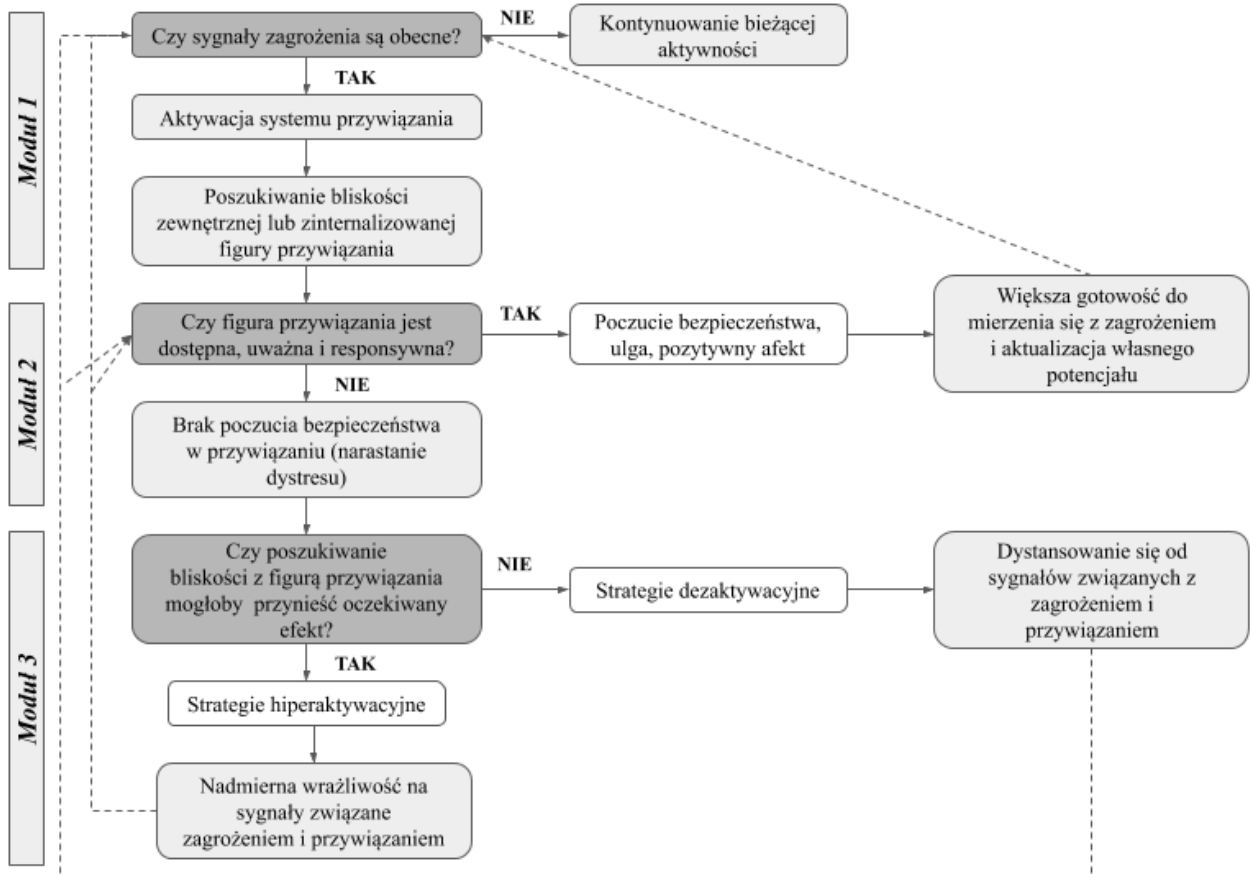 Moduł 1
Czy sygnały zagrożenia są obecne?
NIE
Kontynuowanie bieżącej
aktywności
TAK
Aktywacja systemu przywiązania
Poszukiwanie bliskości
zewnętrznej lub zinternalizowanej
figury przywiązania
Moduł 2
Czy figura przywiązania jest
dostępna, uważna i responsywna?
TAK
Poczucie bezpieczeństwa,
ulga, pozytywny afekt
Większa gotowość do
mierzenia się z zagrożeniem
i aktualizacja własnego
potencjału
NIE
Brak poczucia bezpieczeństwa
w przywiązaniu (narastanie
dystresu)
Moduł 3
Czy poszukiwanie
bliskości z figurą przywiązania
mogłoby przynieść oczekiwany
efekt?
NIE
Strategie dezaktywacyjne
Dystansowanie się od
sygnałów związanych z
zagrożeniem i
przywiązaniem
TAK
Strategie hiperaktywacyjne
Nadmierna wrażliwość na
sygnały związane
zagrożeniem i przywiązaniem